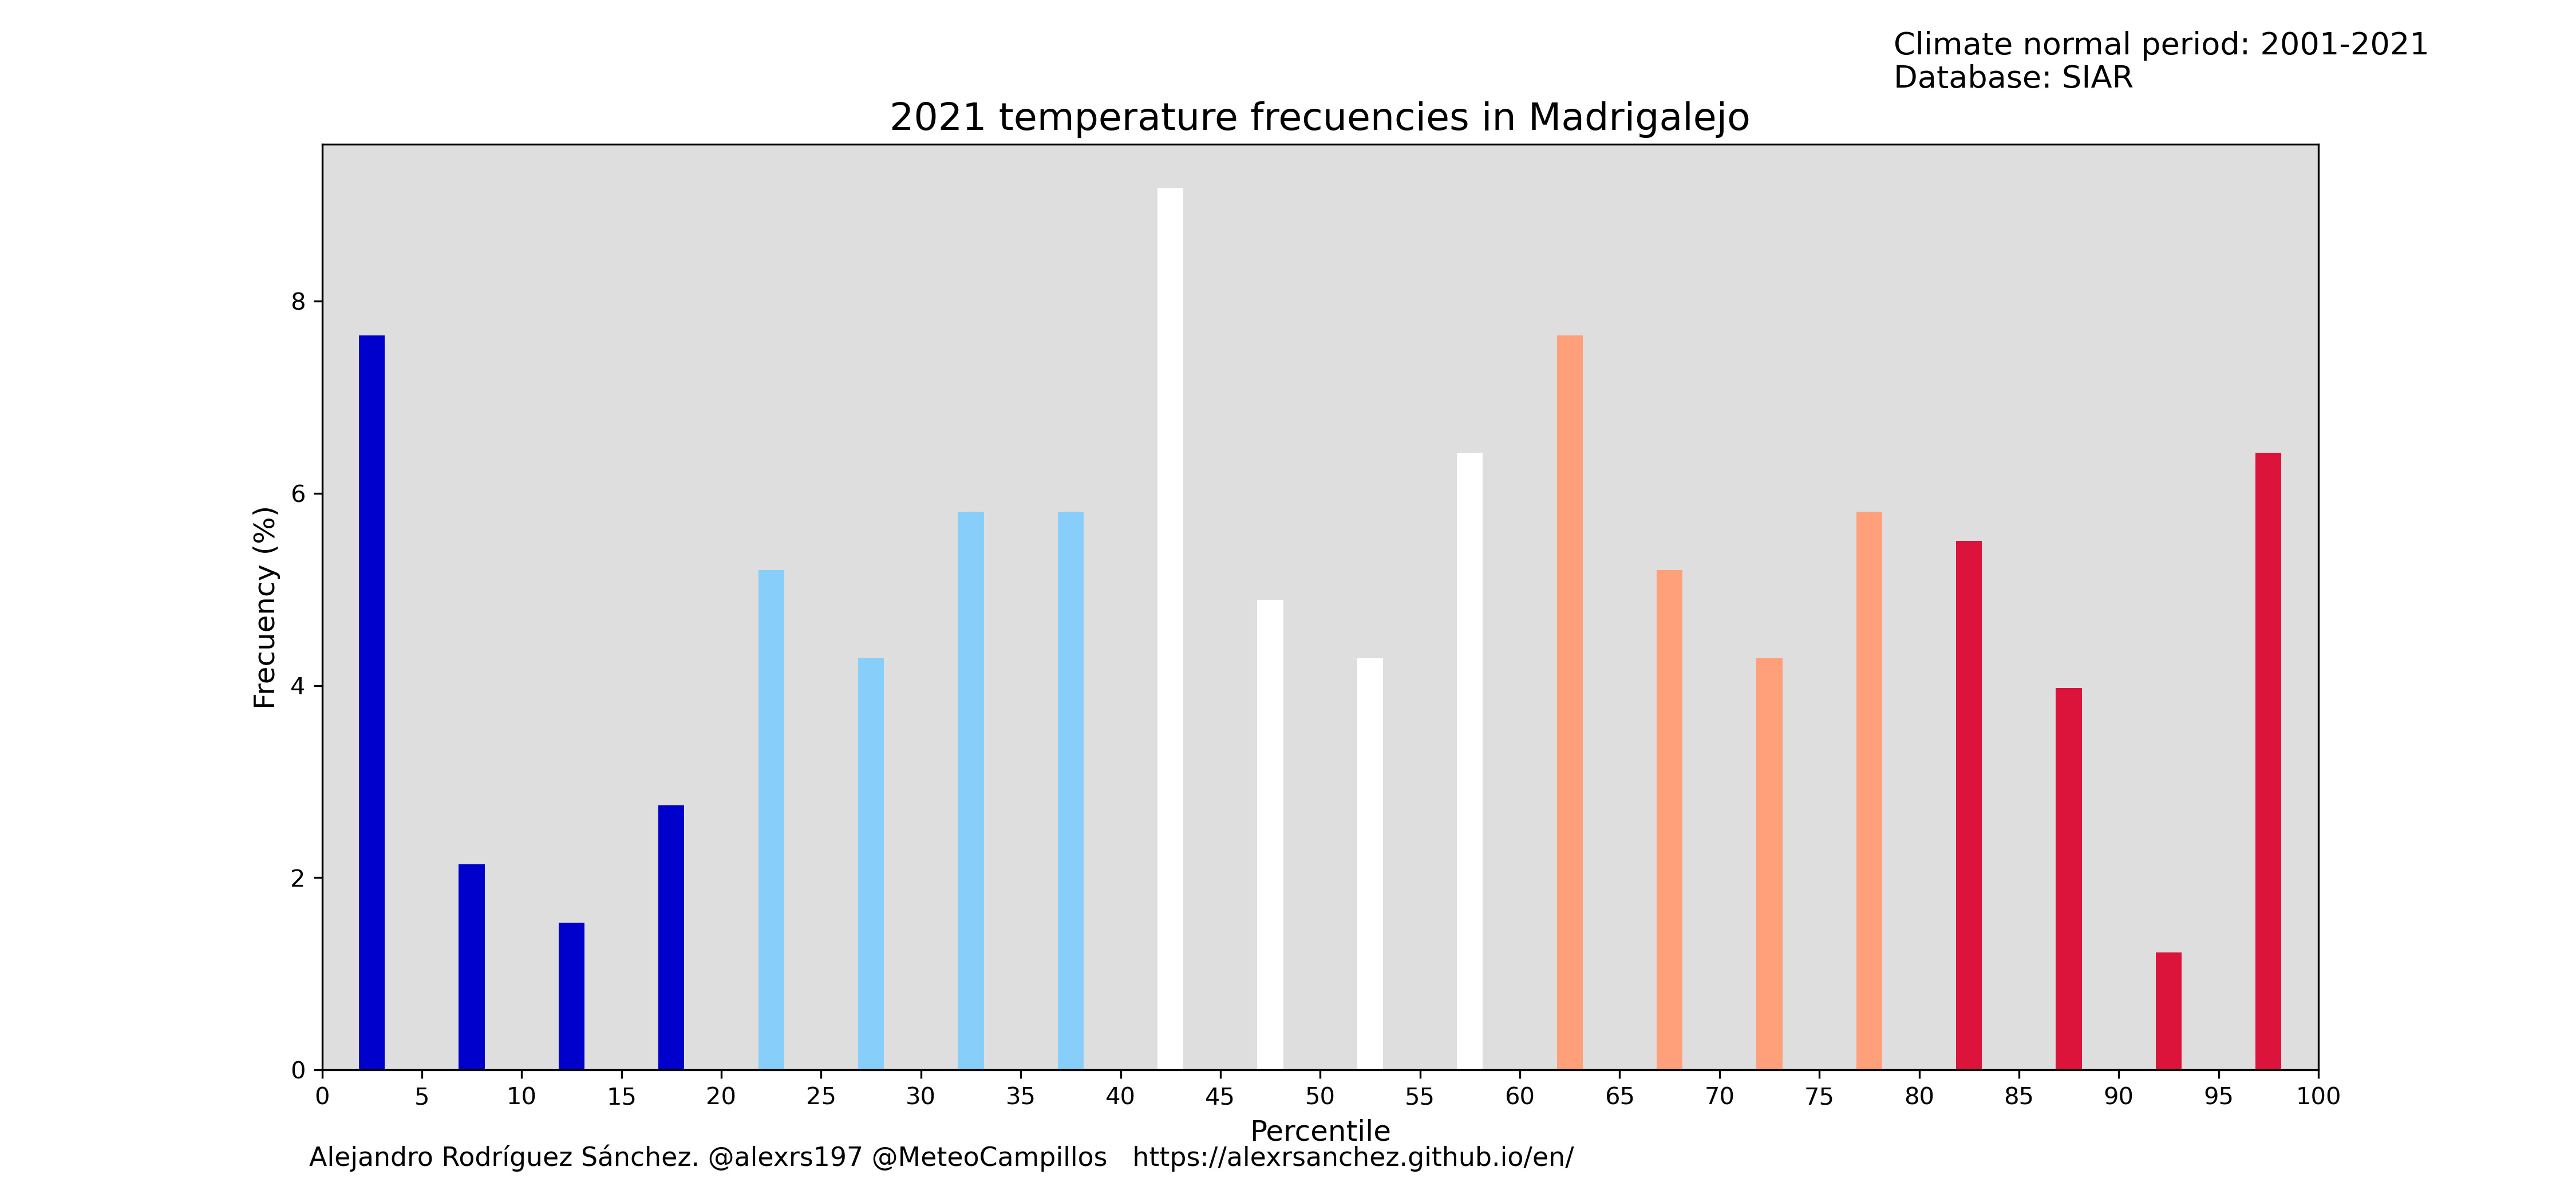 Climate normal period: 2001-2021
Database: SIAR
2021 temperature frecuencies in Madrigalejo
Frecuency (%)
8
6
4
2
0
0 5 10 15 20 25 30 35 40 45 50 55 60 65 70 75 80 85 90 95 100
Percentile
Alejandro Rodríguez Sánchez. @alexrs197 @MeteoCampillos https://alexrsanchez.github.io/en/